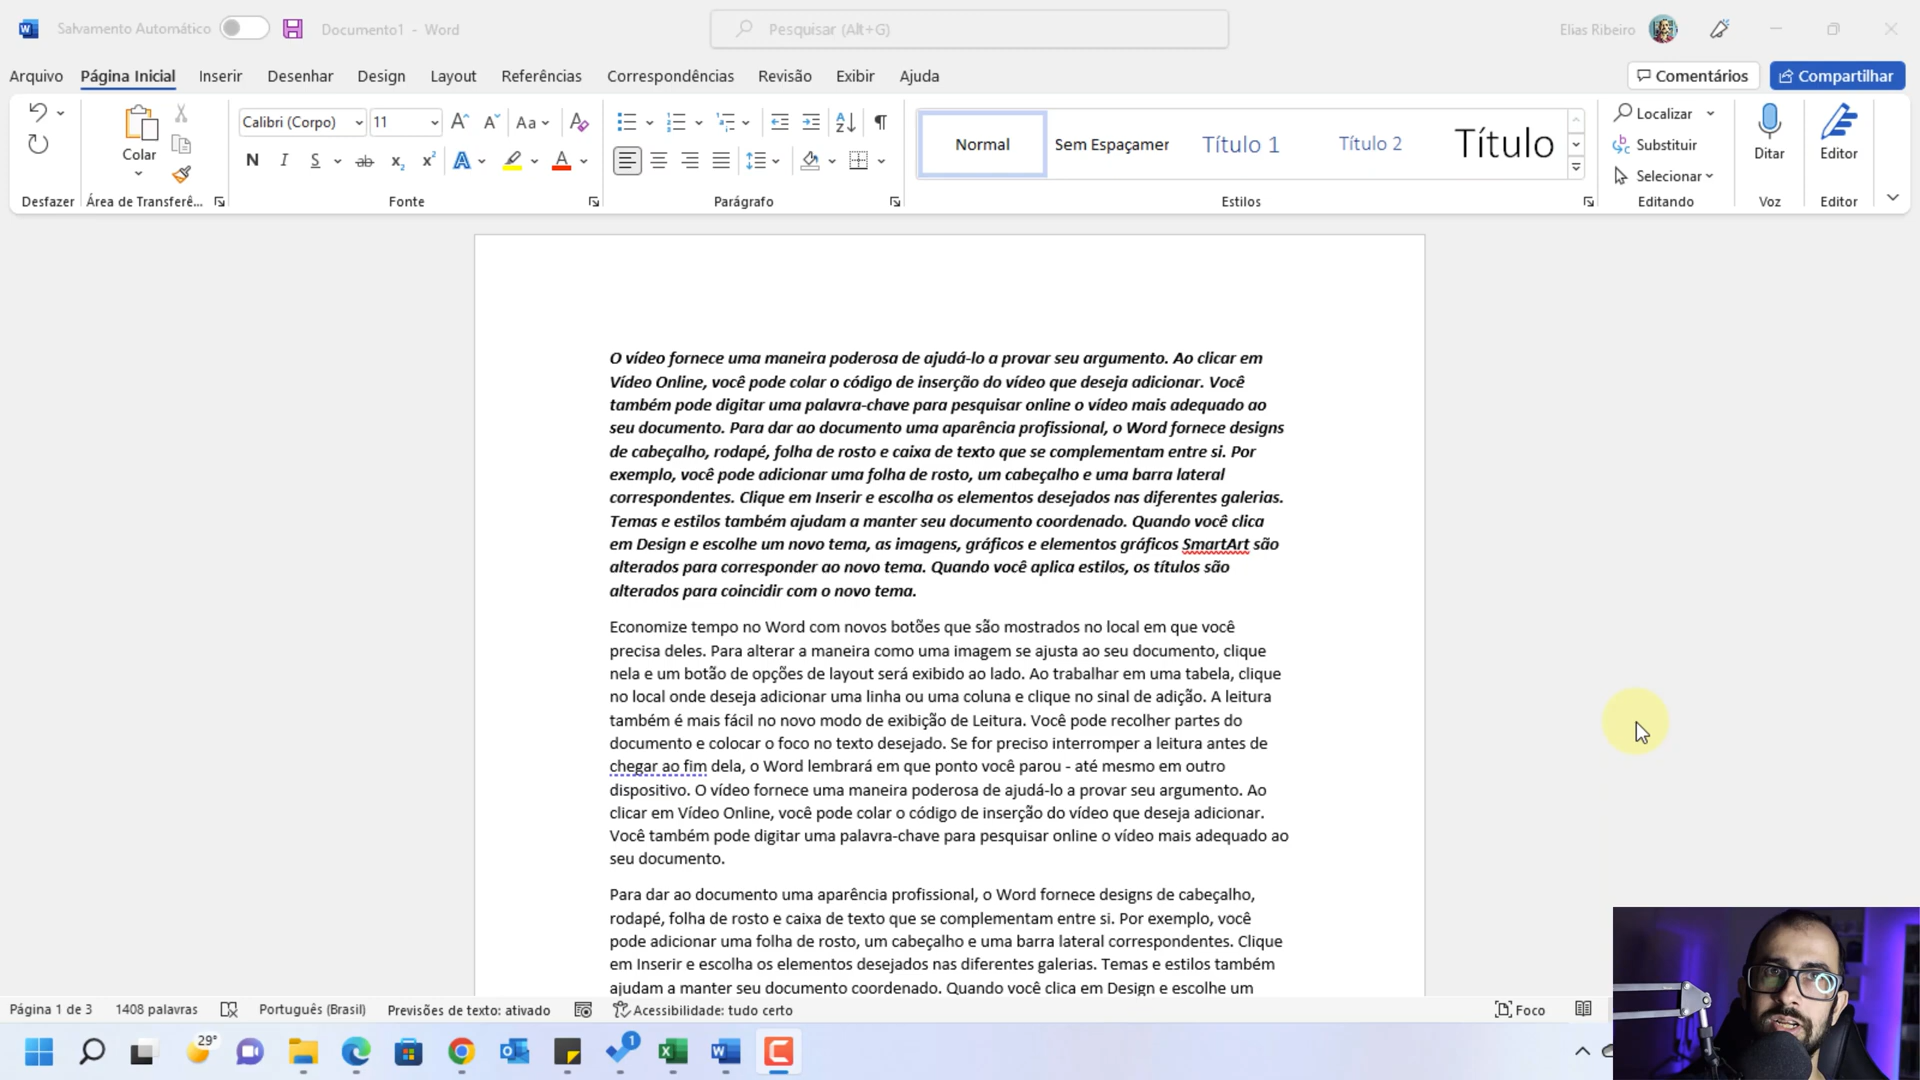 Salvamento Automático
Documento1 - Word
Pesquisar (Alt+G)
Elias Ribeiro
Arquivo Página Inicial Inserir Desenhar Design Layout Referências Correspondências Revisão Exibir Ajuda
Comentários Compartilhar
Colar
Calibri (Corpo) 11 Aa
N I S ab x₂ x² A A
Normal Sem Espaçamer Título 1 Título 2 Título
Localizar
Substituir
Selecionar
Ditar
Editor
Desfazer Área de Transferê... Fonte Parágrafo Estilos Editando Voz Editor
O vídeo fornece uma maneira poderosa de ajudá-lo a provar seu argumento. Ao clicar em
Vídeo Online, você pode colar o código de inserção do vídeo que deseja adicionar. Você
também pode digitar uma palavra-chave para pesquisar online o vídeo mais adequado ao
seu documento. Para dar ao documento uma aparência profissional, o Word fornece designs
de cabeçalho, rodapé, folha de rosto e caixa de texto que se complementam entre si. Por
exemplo, você pode adicionar uma folha de rosto, um cabeçalho e uma barra lateral
correspondentes. Clique em Inserir e escolha os elementos desejados nas diferentes galerias.
Temas e estilos também ajudam a manter seu documento coordenado. Quando você clica
em Design e escolhe um novo tema, as imagens, gráficos e elementos gráficos SmartArt são
alterados para corresponder ao novo tema. Quando você aplica estilos, os títulos são
alterados para coincidir com o novo tema.
Economize tempo no Word com novos botões que são mostrados no local em que você
precisa deles. Para alterar a maneira como uma imagem se ajusta ao seu documento, clique
nela e um botão de opções de layout será exibido ao lado. Ao trabalhar em uma tabela, clique
no local onde deseja adicionar uma linha ou uma coluna e clique no sinal de adição. A leitura
também é mais fácil no novo modo de exibição de Leitura. Você pode recolher partes do
documento e colocar o foco no texto desejado. Se for preciso interromper a leitura antes de
chegar ao fim dela, o Word lembrará em que ponto você parou - até mesmo em outro
dispositivo. O vídeo fornece uma maneira poderosa de ajudá-lo a provar seu argumento. Ao
clicar em Vídeo Online, você pode colar o código de inserção do vídeo que deseja adicionar.
Você também pode digitar uma palavra-chave para pesquisar online o vídeo mais adequado ao
seu documento.
Para dar ao documento uma aparência profissional, o Word fornece designs de cabeçalho,
rodapé, folha de rosto e caixa de texto que se complementam entre si. Por exemplo, você
pode adicionar uma folha de rosto, um cabeçalho e uma barra lateral correspondentes. Clique
em Inserir e escolha os elementos desejados nas diferentes galerias. Temas e estilos também
ajudam a manter seu documento coordenado. Quando você clica em Design e escolhe um
Página 1 de 3 1408 palavras Português (Brasil) Previsões de texto: ativado Acessibilidade: tudo certo Foco
29° 1